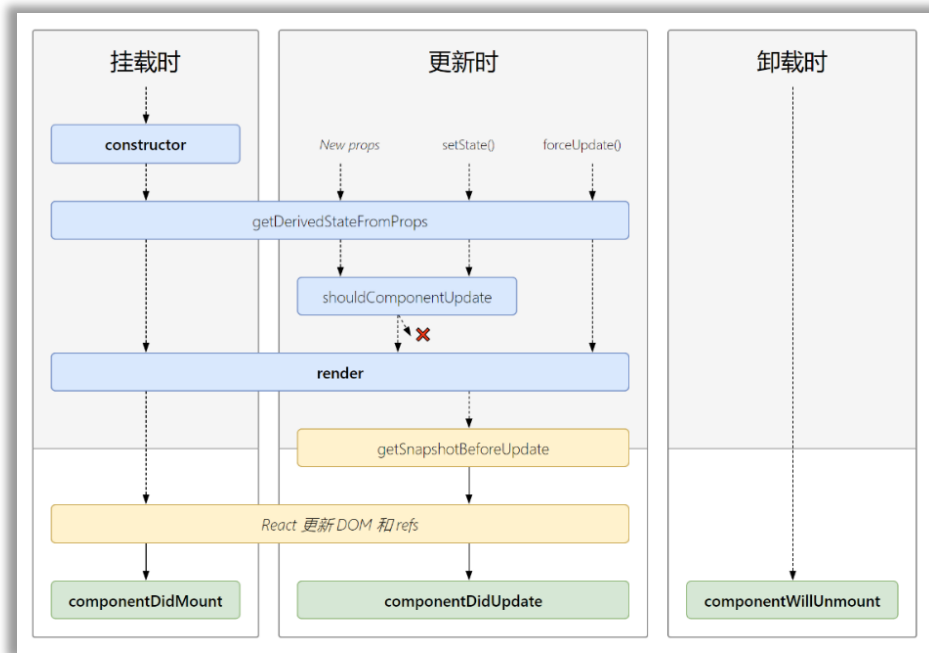 挂载时
更新时
卸载时
constructor
New props
setState()
forceUpdate()
getDerivedStateFromProps
shouldComponentUpdate
render
getSnapshotBeforeUpdate
React 更新 DOM 和 refs
componentDidMount
componentDidUpdate
componentWillUnmount